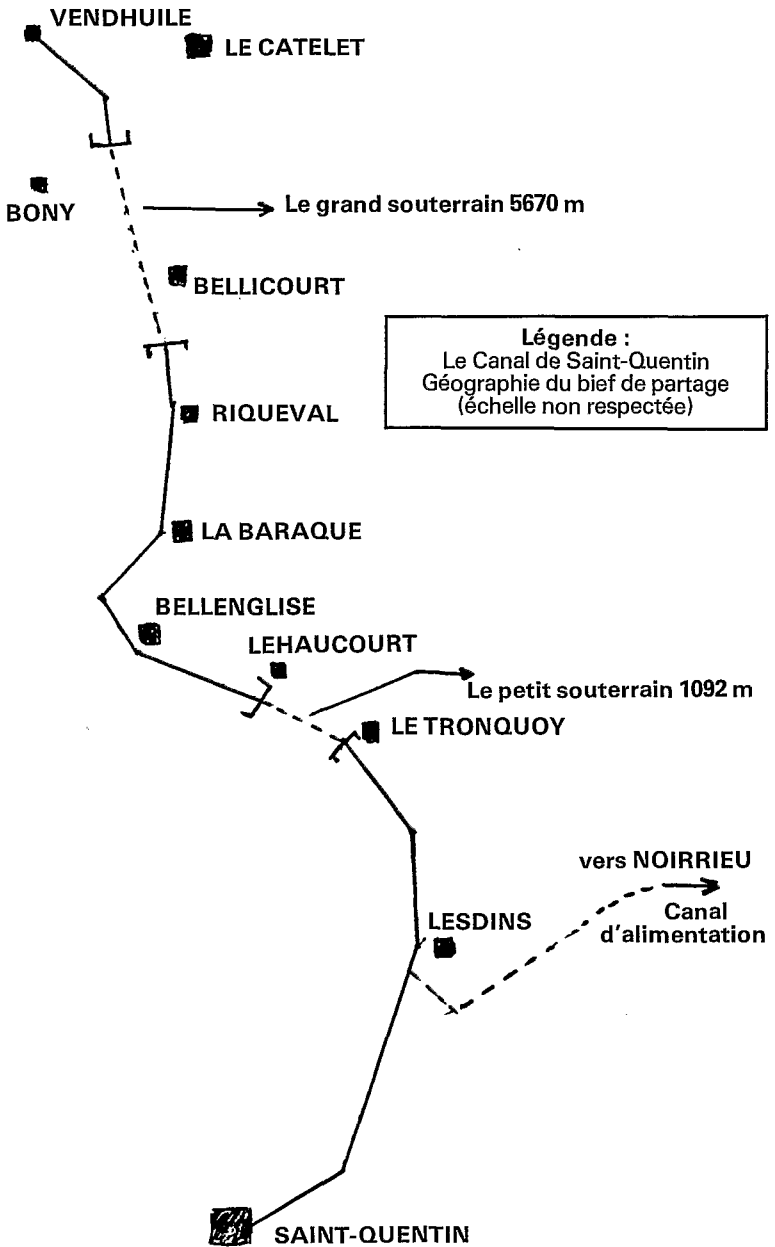 VENDHUILE
LE CATELET
BONY
Le grand souterrain 5670 m
BELLICOURT
Légende :
Le Canal de Saint-Quentin
Géographie du bief de partage
(échelle non respectée)
RIQUEVAL
LA BARAQUE
BELLENGLISE
LEHAUCOURT
Le petit souterrain 1092 m
LE TRONQUOY
vers NOIRRIEU
Canal
d'alimentation
LESDINS
SAINT-QUENTIN